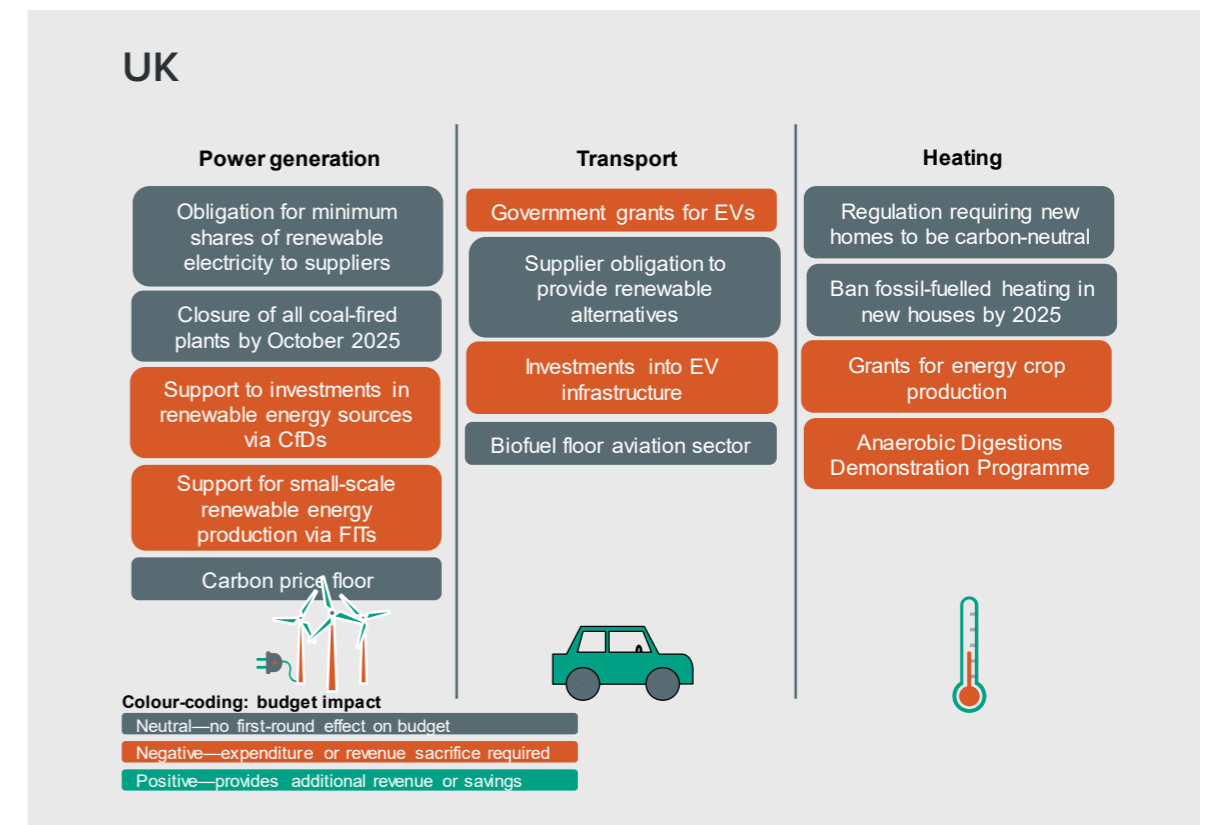 UK
Power generation
Obligation for minimum
shares of renewable
electricity to suppliers
Closure of all coal-fired
plants by October 2025
Support to investments in
renewable energy sources
via CfDs
Support for small-scale
renewable energy
production via FITs
Carbon price floor
Transport
Government grants for EVs
Supplier obligation to
provide renewable
alternatives
Investments into EV
infrastructure
Biofuel floor aviation sector
Heating
Regulation requiring new
homes to be carbon-neutral
Ban fossil-fuelled heating in
new houses by 2025
Grants for energy crop
production
Anaerobic Digestions
Demonstration Programme
Colour-coding: budget impact
Neutral—no first-round effect on budget
Negative—expenditure or revenue sacrifice required
Positive—provides additional revenue or savings